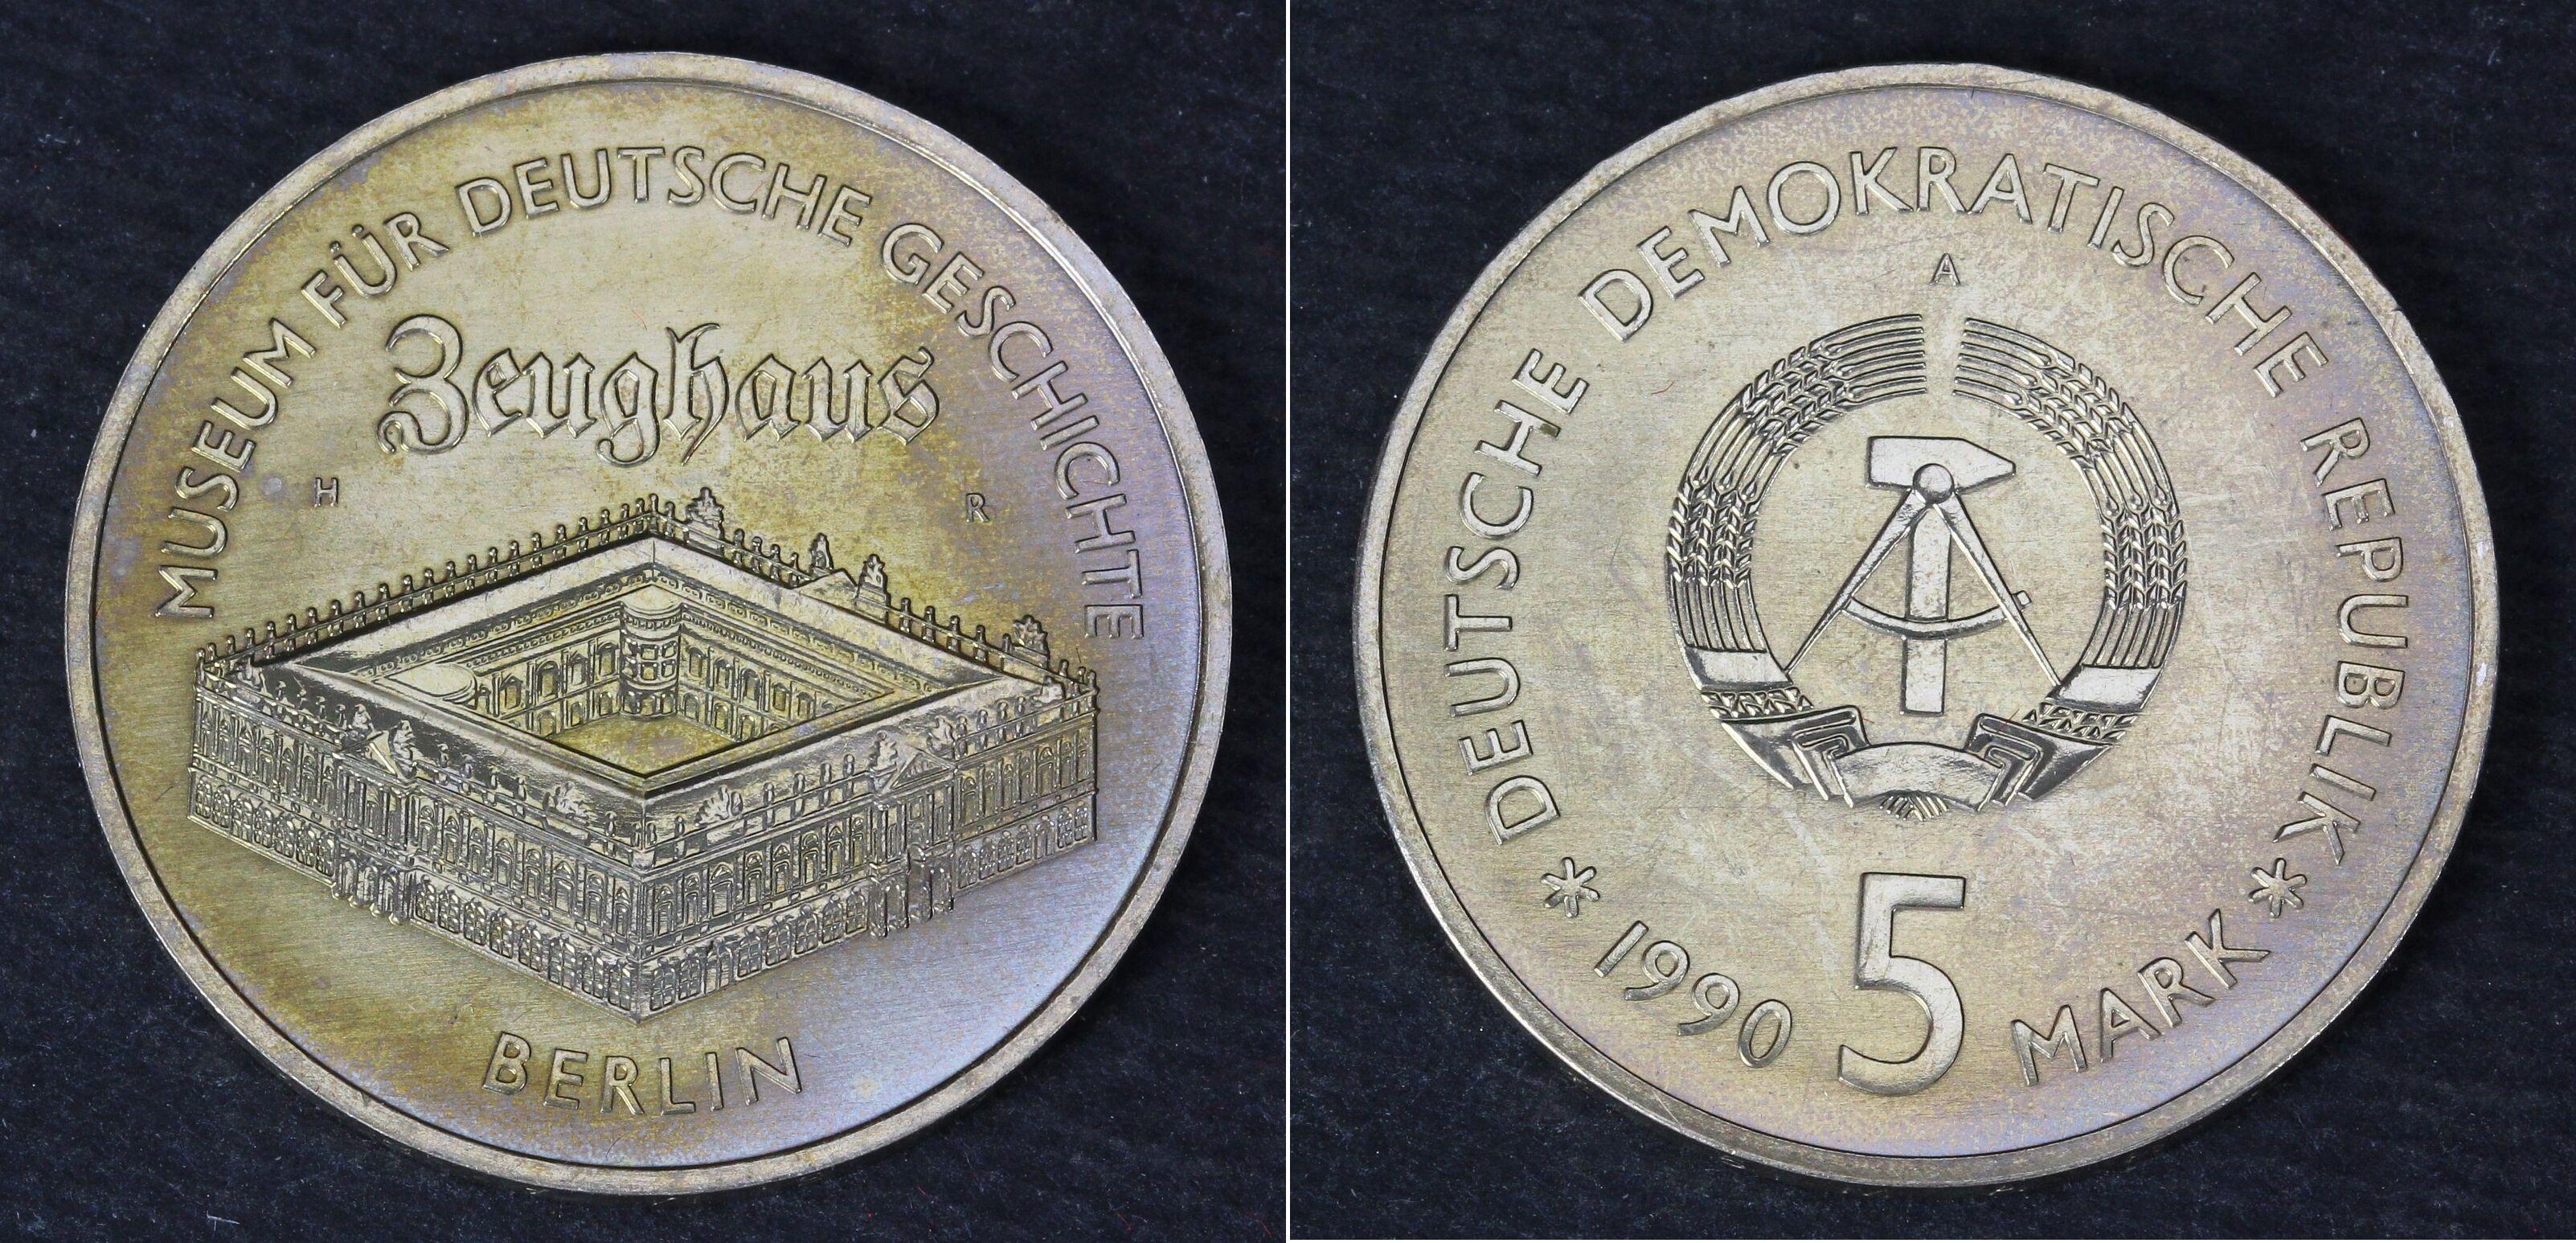 MUSEUM FÜR DEUTSCHE GESCHICHTE
Zeughaus
H R
BERLIN
DEUTSCHE DEMOKRATISCHE REPUBLIK
A
* 1990 5 MARK *